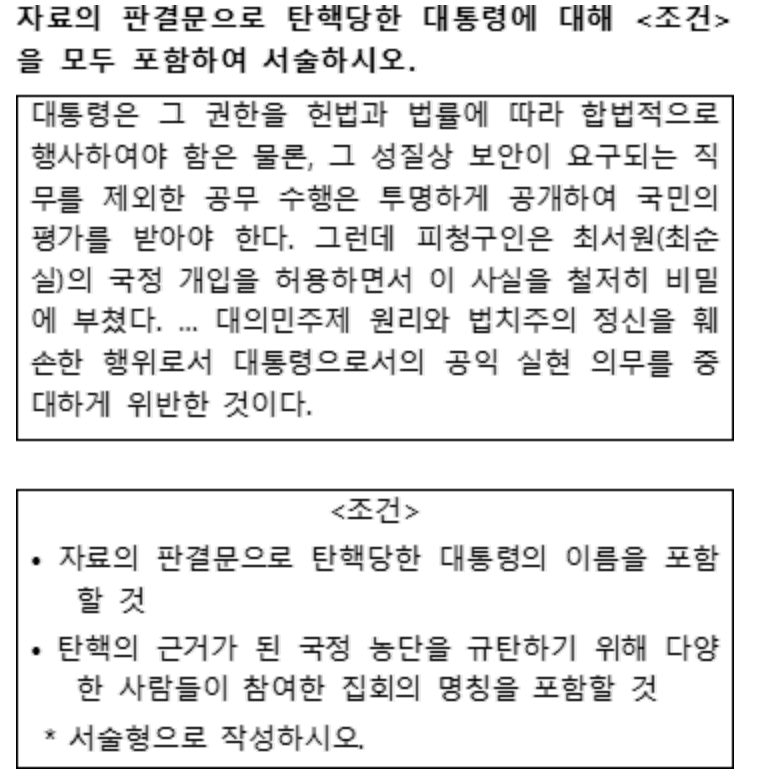 자료의 판결문으로 탄핵당한 대통령에 대해 <조건>
을 모두 포함하여 서술하시오.
대통령은 그 권한을 헌법과 법률에 따라 합법적으로
행사하여야 함은 물론, 그 성질상 보안이 요구되는 직
무를 제외한 공무 수행은 투명하게 공개하여 국민의
평가를 받아야 한다. 그런데 피청구인은 최서원(최순
실)의 국정 개입을 허용하면서 이 사실을 철저히 비밀
에 부쳤다. ... 대의민주제 원리와 법치주의 정신을 훼
손한 행위로서 대통령으로서의 공익 실현 의무를 중
대하게 위반한 것이다.
<조건>
• 자료의 판결문으로 탄핵당한 대통령의 이름을 포함
할 것
• 탄핵의 근거가 된 국정 농단을 규탄하기 위해 다양
한 사람들이 참여한 집회의 명칭을 포함할 것
* 서술형으로 작성하시오.